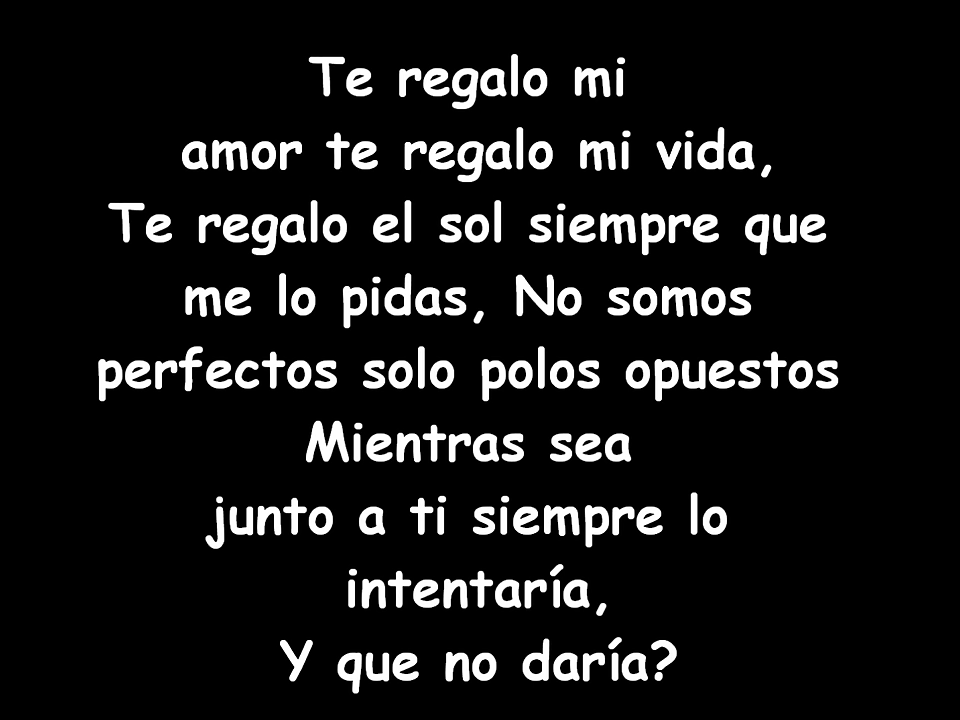 Te regalo mi
amor te regalo mi vida,
Te regalo el sol siempre que
me lo pidas, No somos
perfectos solo polos opuestos
Mientras sea
junto a ti siempre lo
intentaría,
Y que no daría?